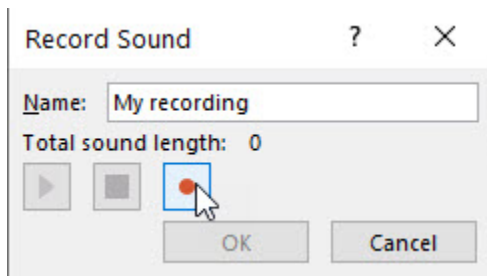 Record Sound ? ✕
Name: My recording
Total sound length: 0
OK Cancel